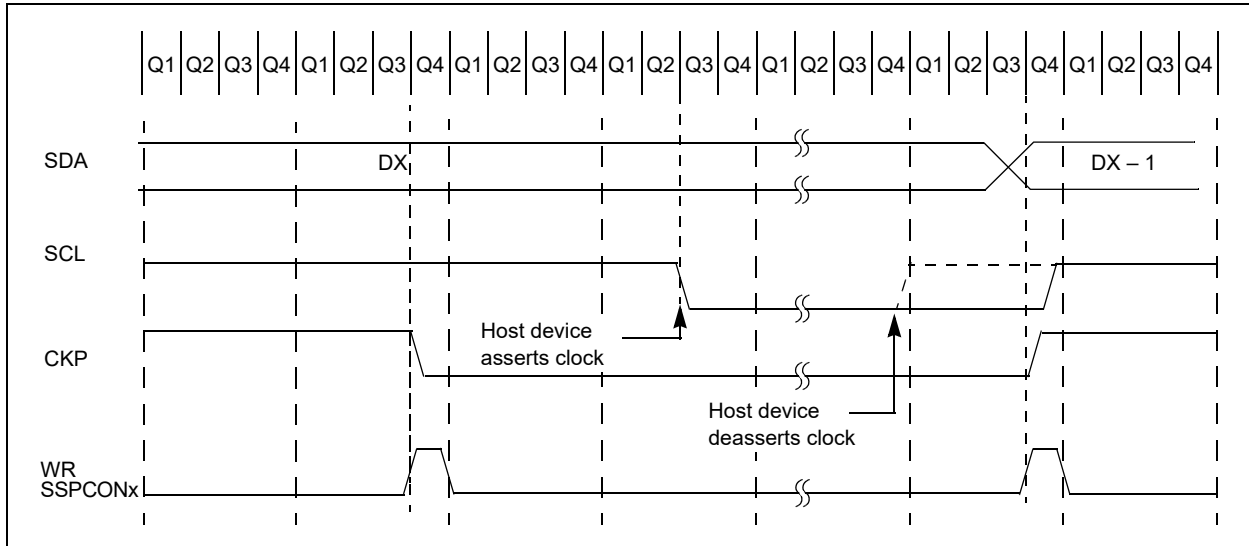 Q1 Q2 Q3 Q4 Q1 Q2 Q3 Q4 Q1 Q2 Q3 Q4 Q1 Q2 Q3 Q4 Q1 Q2 Q3 Q4 Q1 Q2 Q3 Q4 Q1 Q2 Q3 Q4
SDA
DX
DX – 1
SCL
Host device
asserts clock
CKP
Host device
deasserts clock
WR
SSPCONx